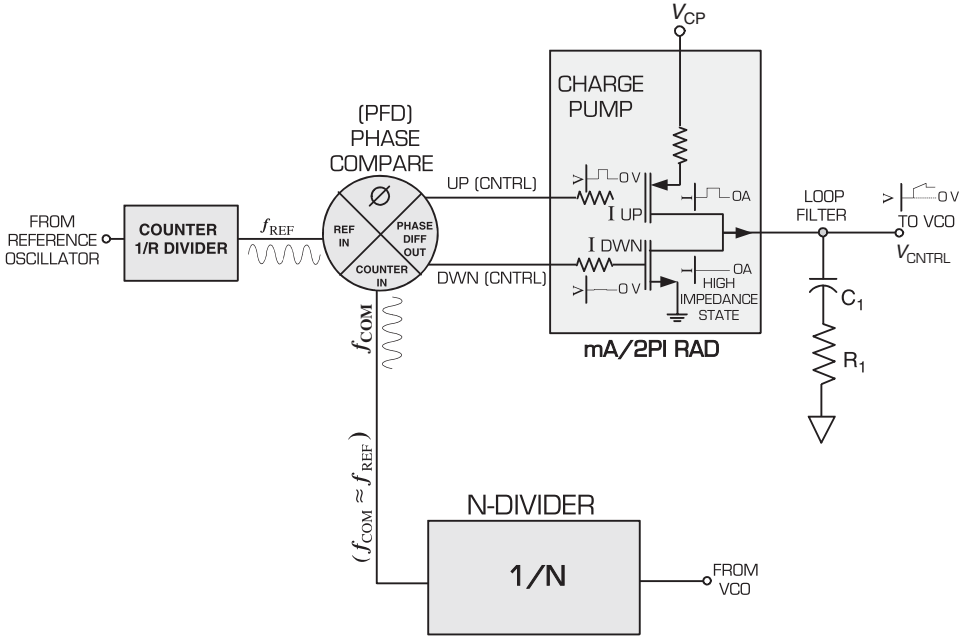 V_CP
CHARGE
PUMP
(PFD)
PHASE
COMPARE
UP (CNTRL)
V
0 V
I UP
I
0A
LOOP
FILTER
V
0 V
TO VCO
V_CNTRL
FROM
REFERENCE
OSCILLATOR
COUNTER
1/R DIVIDER
f_REF
Ø
REF
IN
PHASE
DIFF
OUT
COUNTER
IN
DWN (CNTRL)
I DWN
V
0 V
I
0A
HIGH
IMPEDANCE
STATE
mA/2PI RAD
C₁
R₁
f_COM
(f_COM ≈ f_REF)
N-DIVIDER
1/N
FROM
VCO